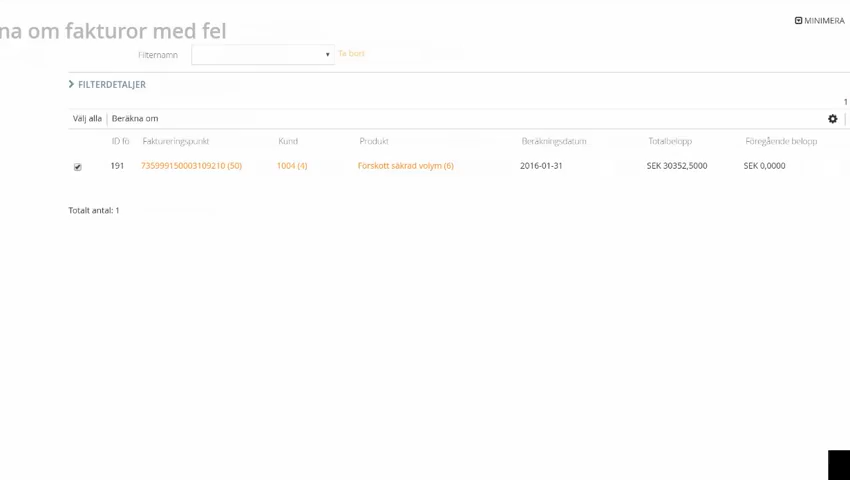 na om fakturor med fel
MINIMERA
Filternamn Ta bort
FILTERDETALJER
1
Välj alla Beräkna om
ID fö Faktureringspunkt Kund Produkt Beräkningsdatum Totalbelopp Föregående belopp
191 735999150003109210 (50) 1004 (4) Förskott säkrad volym (6) 2016-01-31 SEK 30352,5000 SEK 0,0000
Totalt antal: 1